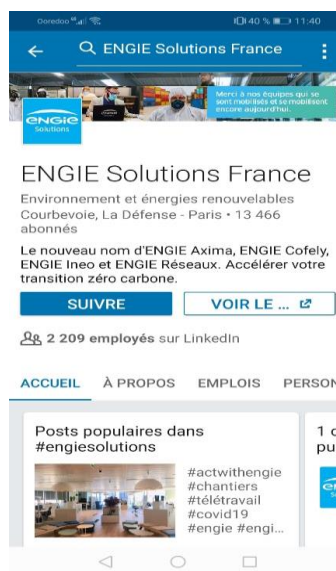 Ooredoo
40 % 11:40
ENGIE Solutions France
Merci à nos équipes qui se
sont mobilisés et se mobilisent
encore aujourd'hui.
ENGIE
Solutions
ENGIE Solutions France
Environnement et énergies renouvelables
Courbevoie, La Défense - Paris • 13 466
abonnés
Le nouveau nom d'ENGIE Axima, ENGIE Cofely,
ENGIE Ineo et ENGIE Réseaux. Accélérer votre
transition zéro carbone.
SUIVRE VOIR LE ...
2 209 employés sur LinkedIn
ACCUEIL À PROPOS EMPLOIS PERSON
Posts populaires dans
#engiesolutions
#actwithengie
#chantiers
#télétravail
#covid19
#engie #engi...
1 o
pu